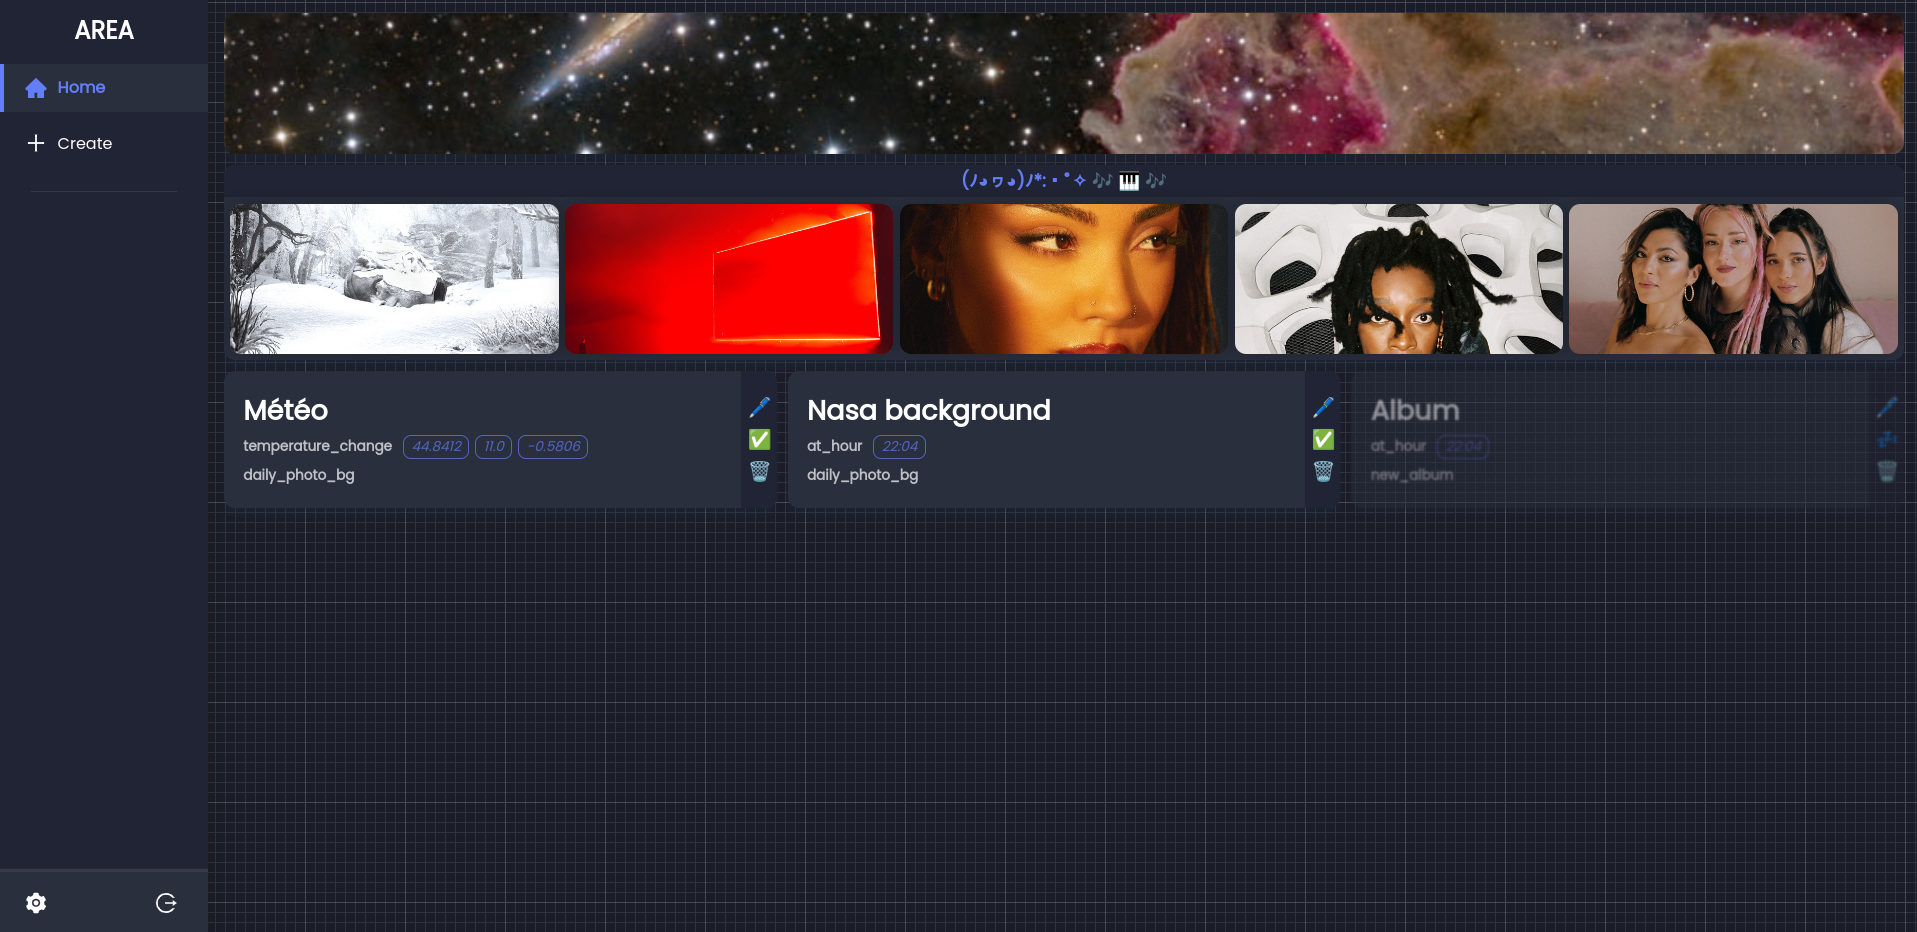 AREA
Home
Create
(ﾉ◕ヮ◕)ﾉ*:・ﾟ✧ 🎶 🎹 🎶
Météo
temperature_change 44.8412 11.0 -0.5806
daily_photo_bg
Nasa background
at_hour 22:04
daily_photo_bg
Album
at_hour 22:04
new_album